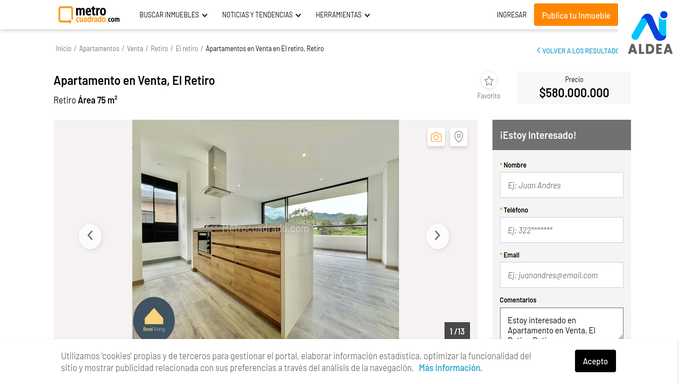 metro
cuadrado.com
BUSCAR INMUEBLES
NOTICIAS Y TENDENCIAS
HERRAMIENTAS
INGRESAR
Publica tu Inmueble
ALDEA
Inicio / Apartamentos / Venta / Retiro / El retiro / Apartamentos en Venta en El retiro, Retiro
VOLVER A LOS RESULTAD
Apartamento en Venta, El Retiro
Retiro Área 75 m²
Favorito
Precio
$580.000.000
¡Estoy Interesado!
* Nombre
Ej: Juan Andres
* Teléfono
Ej: 322*******
* Email
Ej: juanandres@email.com
Comentarios
Estoy interesado en
Apartamento en Venta, El
Metrocuadrado.com
1 /13
Utilizamos 'cookies' propias y de terceros para gestionar el portal, elaborar información estadística, optimizar la funcionalidad del
sitio y mostrar publicidad relacionada con sus preferencias a través del análisis de la navegación. Más Información.
Acepto